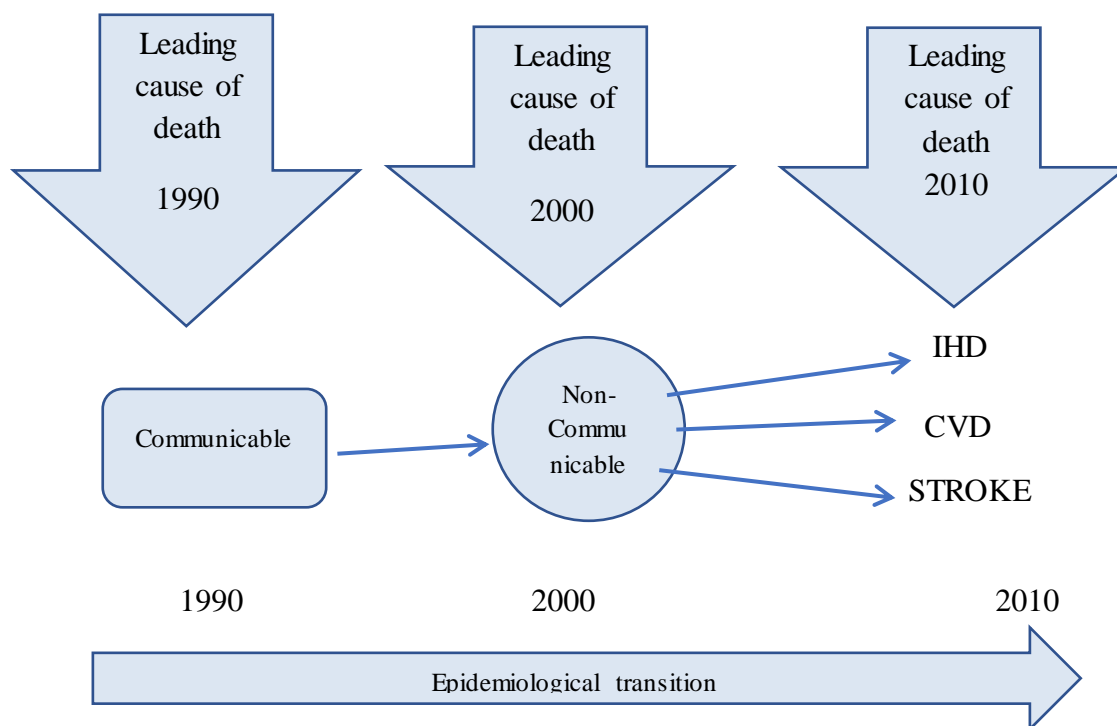 Leading
cause of
death
1990
Leading
cause of
death
2000
Leading
cause of
death
2010
Communicable
Non-
Commu
nicable
IHD
CVD
STROKE
1990
2000
2010
Epidemiological transition